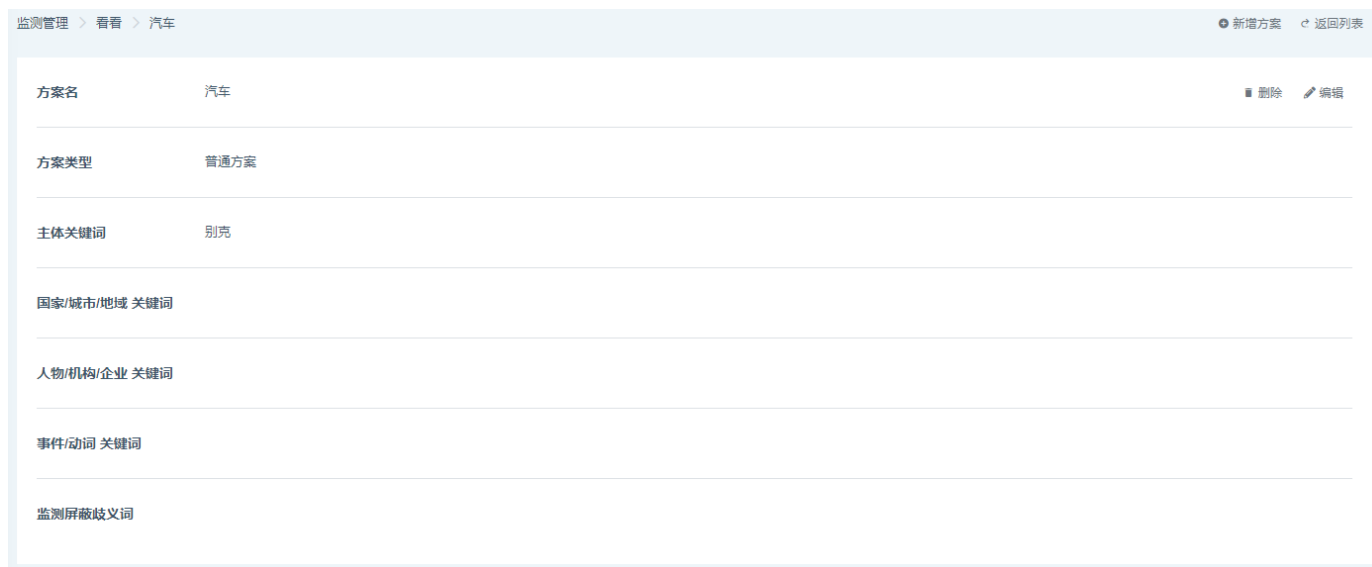 监测管理 > 看看 > 汽车 新增方案 返回列表
方案名 汽车 删除 编辑
方案类型 普通方案
主体关键词 别克
国家/城市/地域 关键词
人物/机构/企业 关键词
事件/动词 关键词
监测屏蔽歧义词